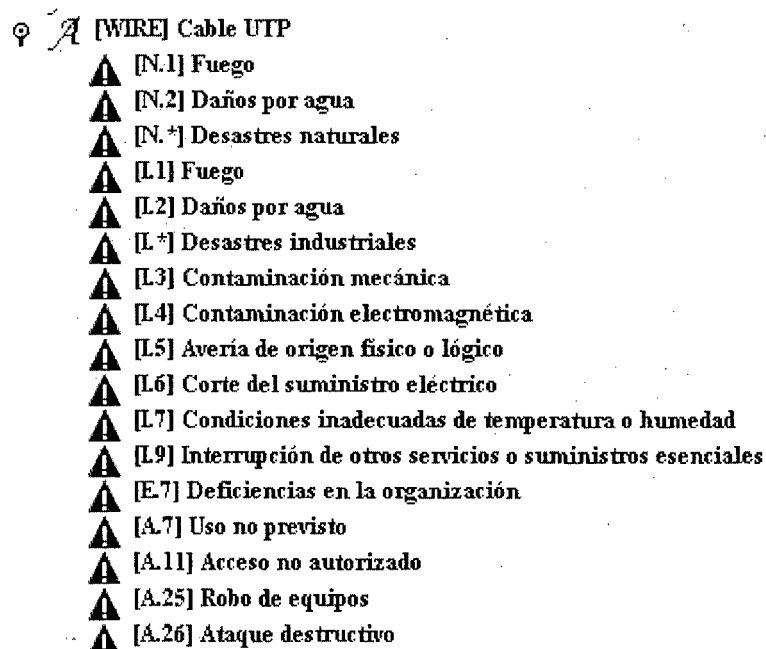 [WIRE] Cable UTP
[N.1] Fuego
[N.2] Daños por agua
[N.*] Desastres naturales
[I.1] Fuego
[I.2] Daños por agua
[I.*] Desastres industriales
[I.3] Contaminación mecánica
[I.4] Contaminación electromagnética
[I.5] Avería de origen físico o lógico
[I.6] Corte del suministro eléctrico
[I.7] Condiciones inadecuadas de temperatura o humedad
[I.9] Interrupción de otros servicios o suministros esenciales
[E.7] Deficiencias en la organización
[A.7] Uso no previsto
[A.11] Acceso no autorizado
[A.25] Robo de equipos
[A.26] Ataque destructivo